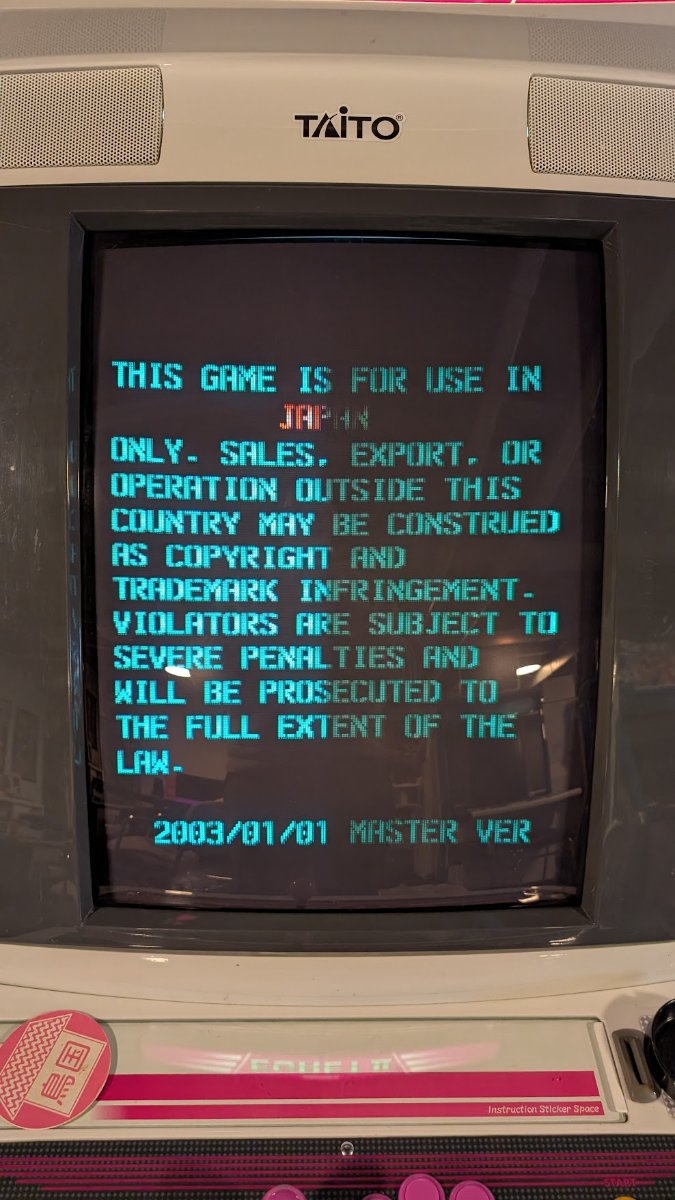 TAITO®
THIS GAME IS FOR USE IN
JAPAN
ONLY. SALES, EXPORT, OR
OPERATION OUTSIDE THIS
COUNTRY MAY BE CONSTRUED
AS COPYRIGHT AND
TRADEMARK INFRINGEMENT.
VIOLATORS ARE SUBJECT TO
SEVERE PENALTIES AND
WILL BE PROSECUTED TO
THE FULL EXTENT OF THE
LAW.
2003/01/01 MASTER VER
Instruction Sticker Space
START